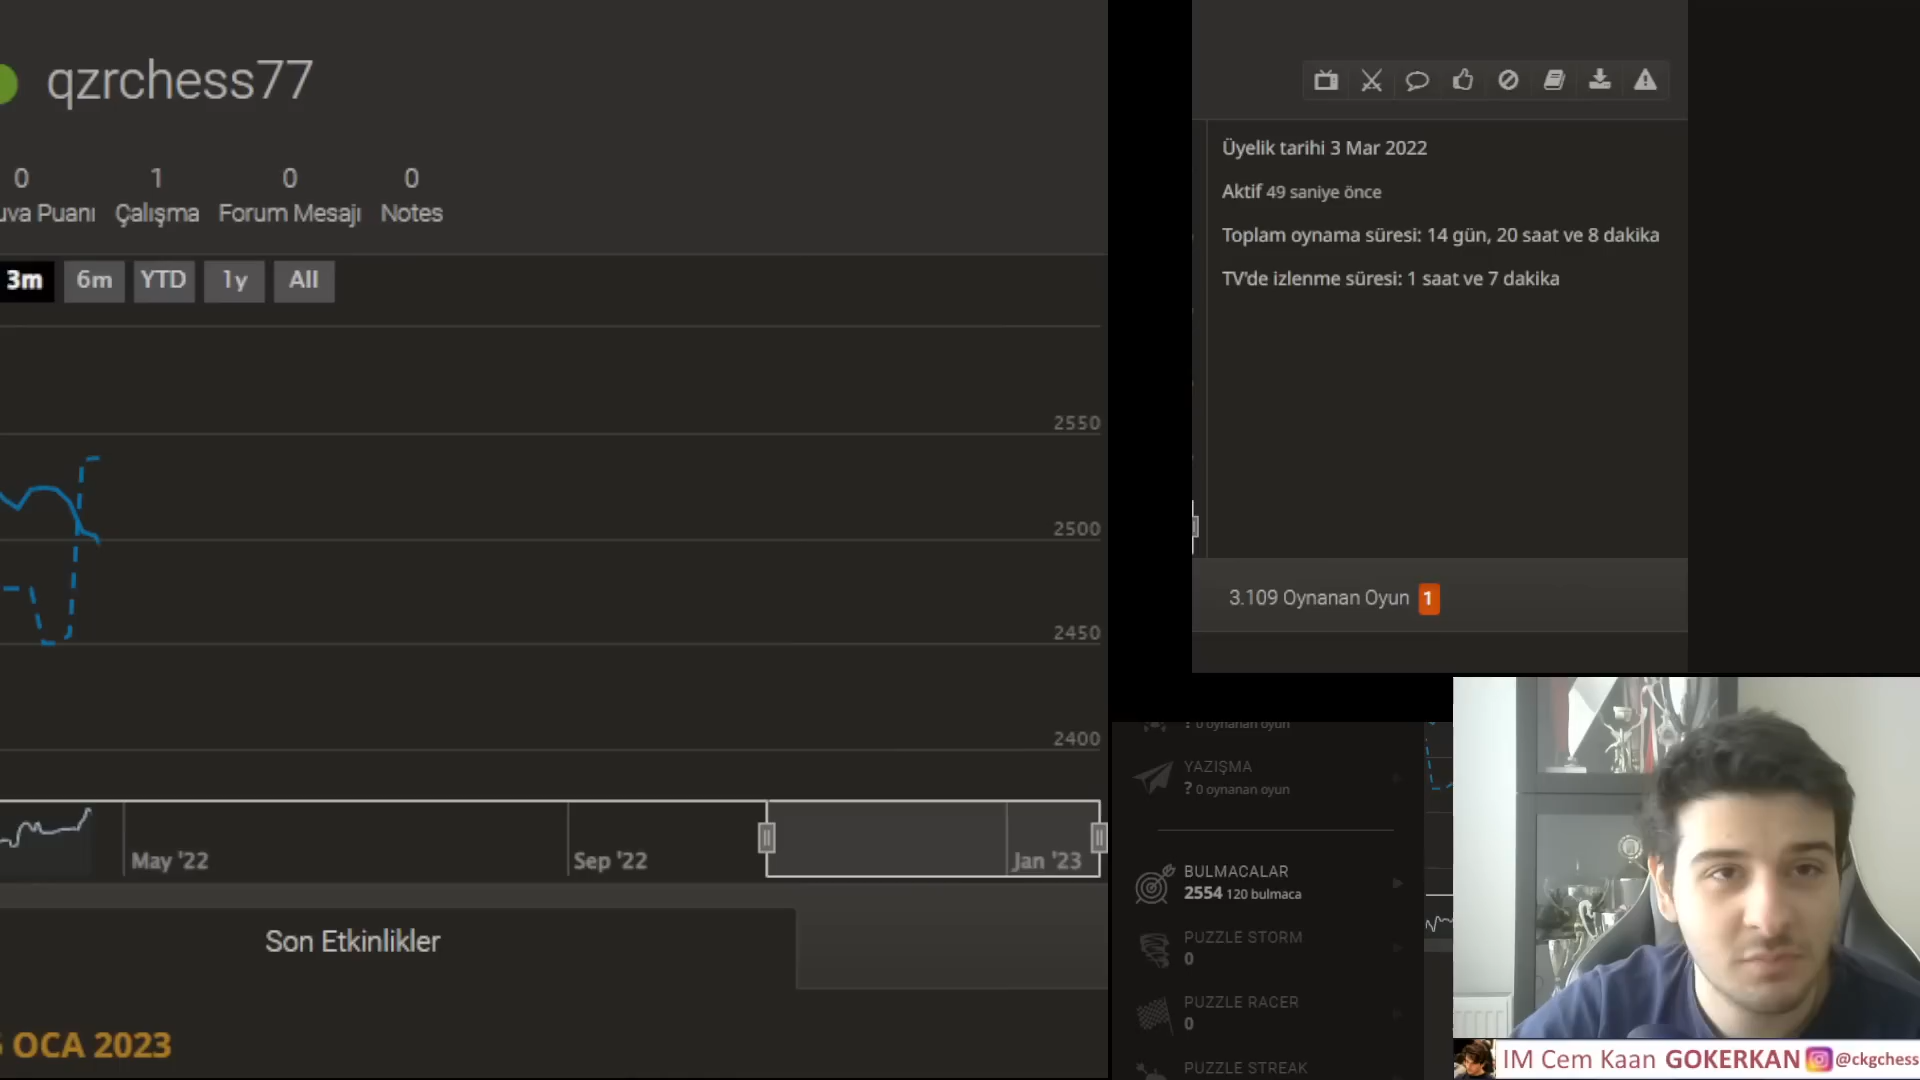 qzrchess77
0 1 0 0
Çalışma Forum Mesajı Notes
3m 6m YTD 1y All
2550
2500
2450
2400
May '22 Sep '22 Jan '23
Son Etkinlikler
OCA 2023
Üyelik tarihi 3 Mar 2022
Aktif 49 saniye önce
Toplam oynama süresi: 14 gün, 20 saat ve 8 dakika
TV'de izlenme süresi: 1 saat ve 7 dakika
3.109 Oynanan Oyun 1
? 0 oynanan oyun
YAZIŞMA
? 0 oynanan oyun
BULMACALAR
2554 120 bulmaca
PUZZLE STORM
0
PUZZLE RACER
0
PUZZLE STREAK
IM Cem Kaan GOKERKAN @ckgchess